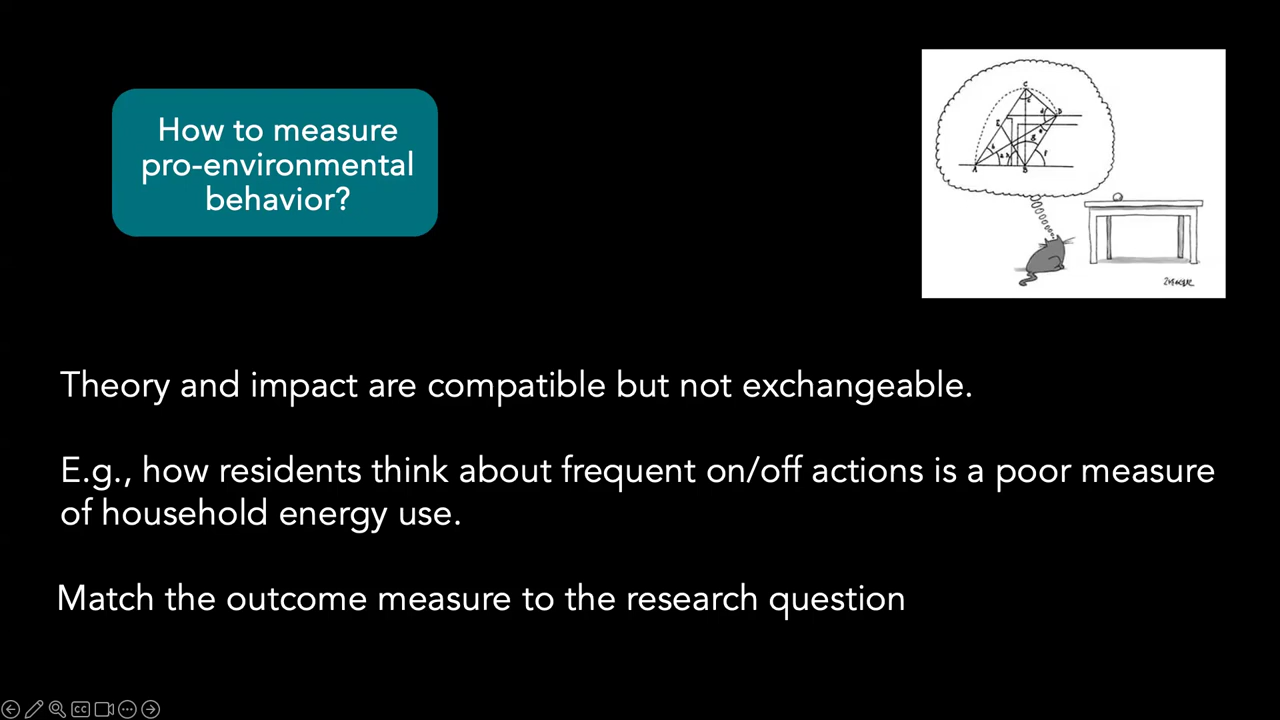 How to measure
pro-environmental
behavior?
Theory and impact are compatible but not exchangeable.
E.g., how residents think about frequent on/off actions is a poor measure
of household energy use.
Match the outcome measure to the research question
CC